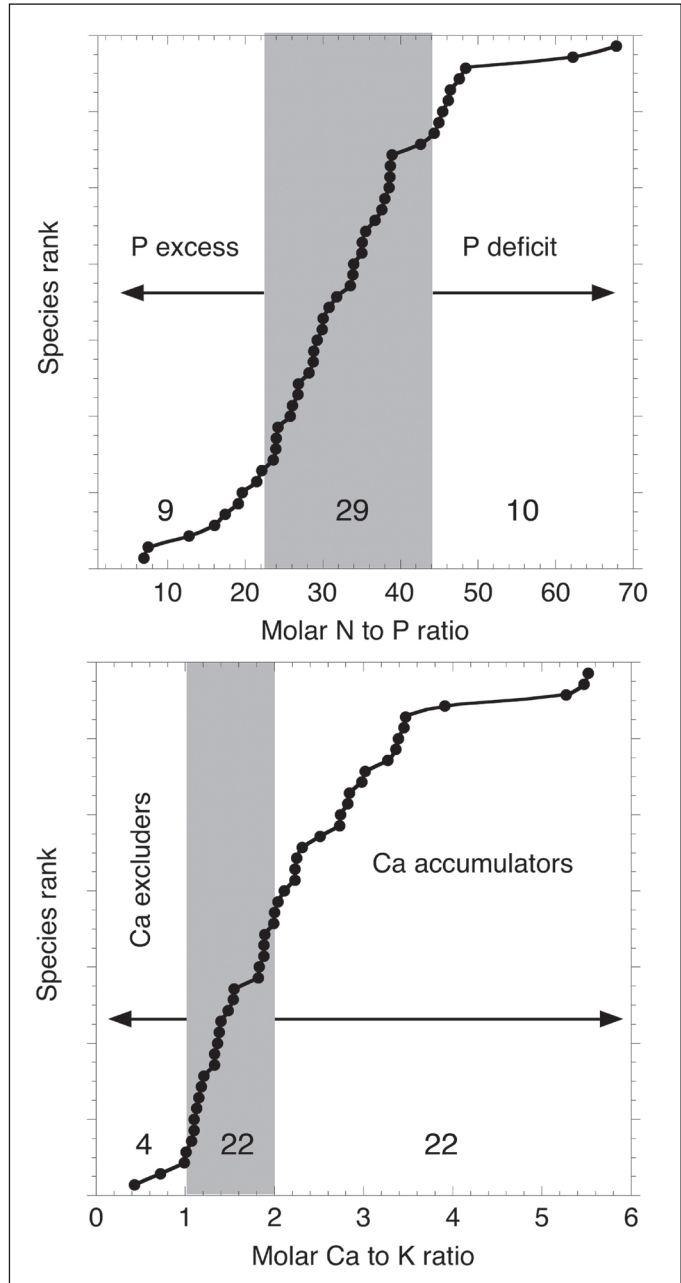 Species rank
P excess
P deficit
9
29
10
10 20 30 40 50 60 70
Molar N to P ratio
Species rank
Ca excluders
Ca accumulators
4
22
22
0 1 2 3 4 5 6
Molar Ca to K ratio